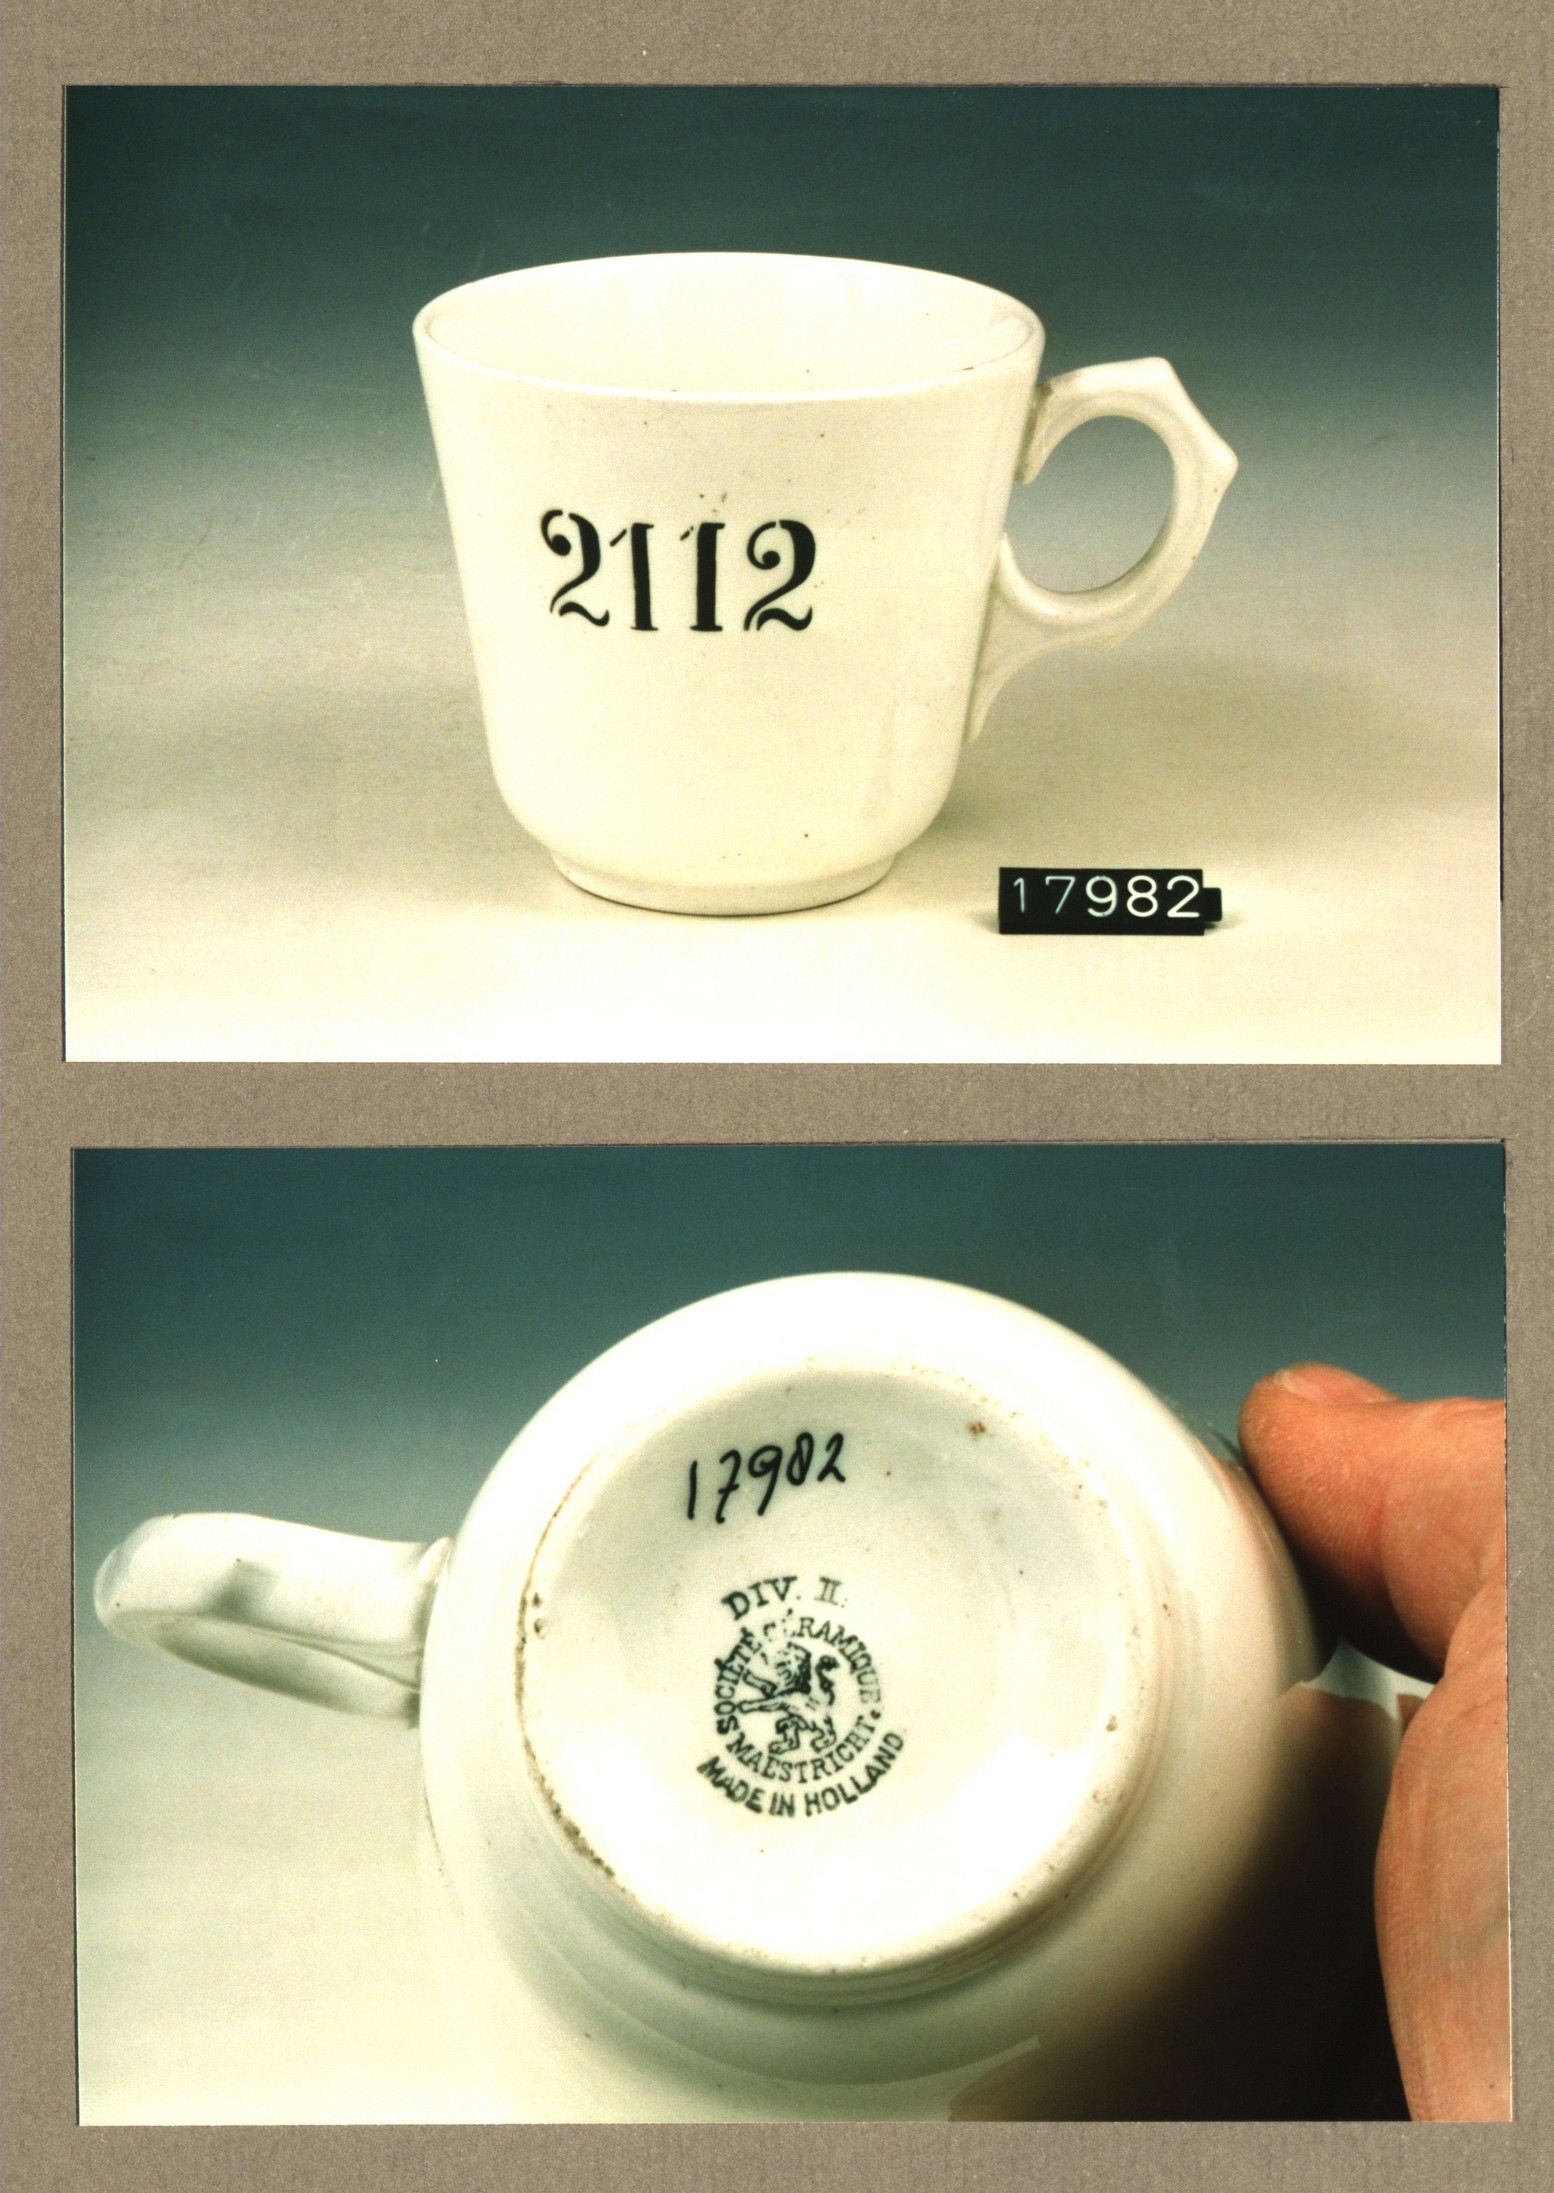 2112
17982
17982
DIV. II.
SOCIÉTÉ CÉRAMIQUE
MAESTRICHT.
MADE IN HOLLAND.